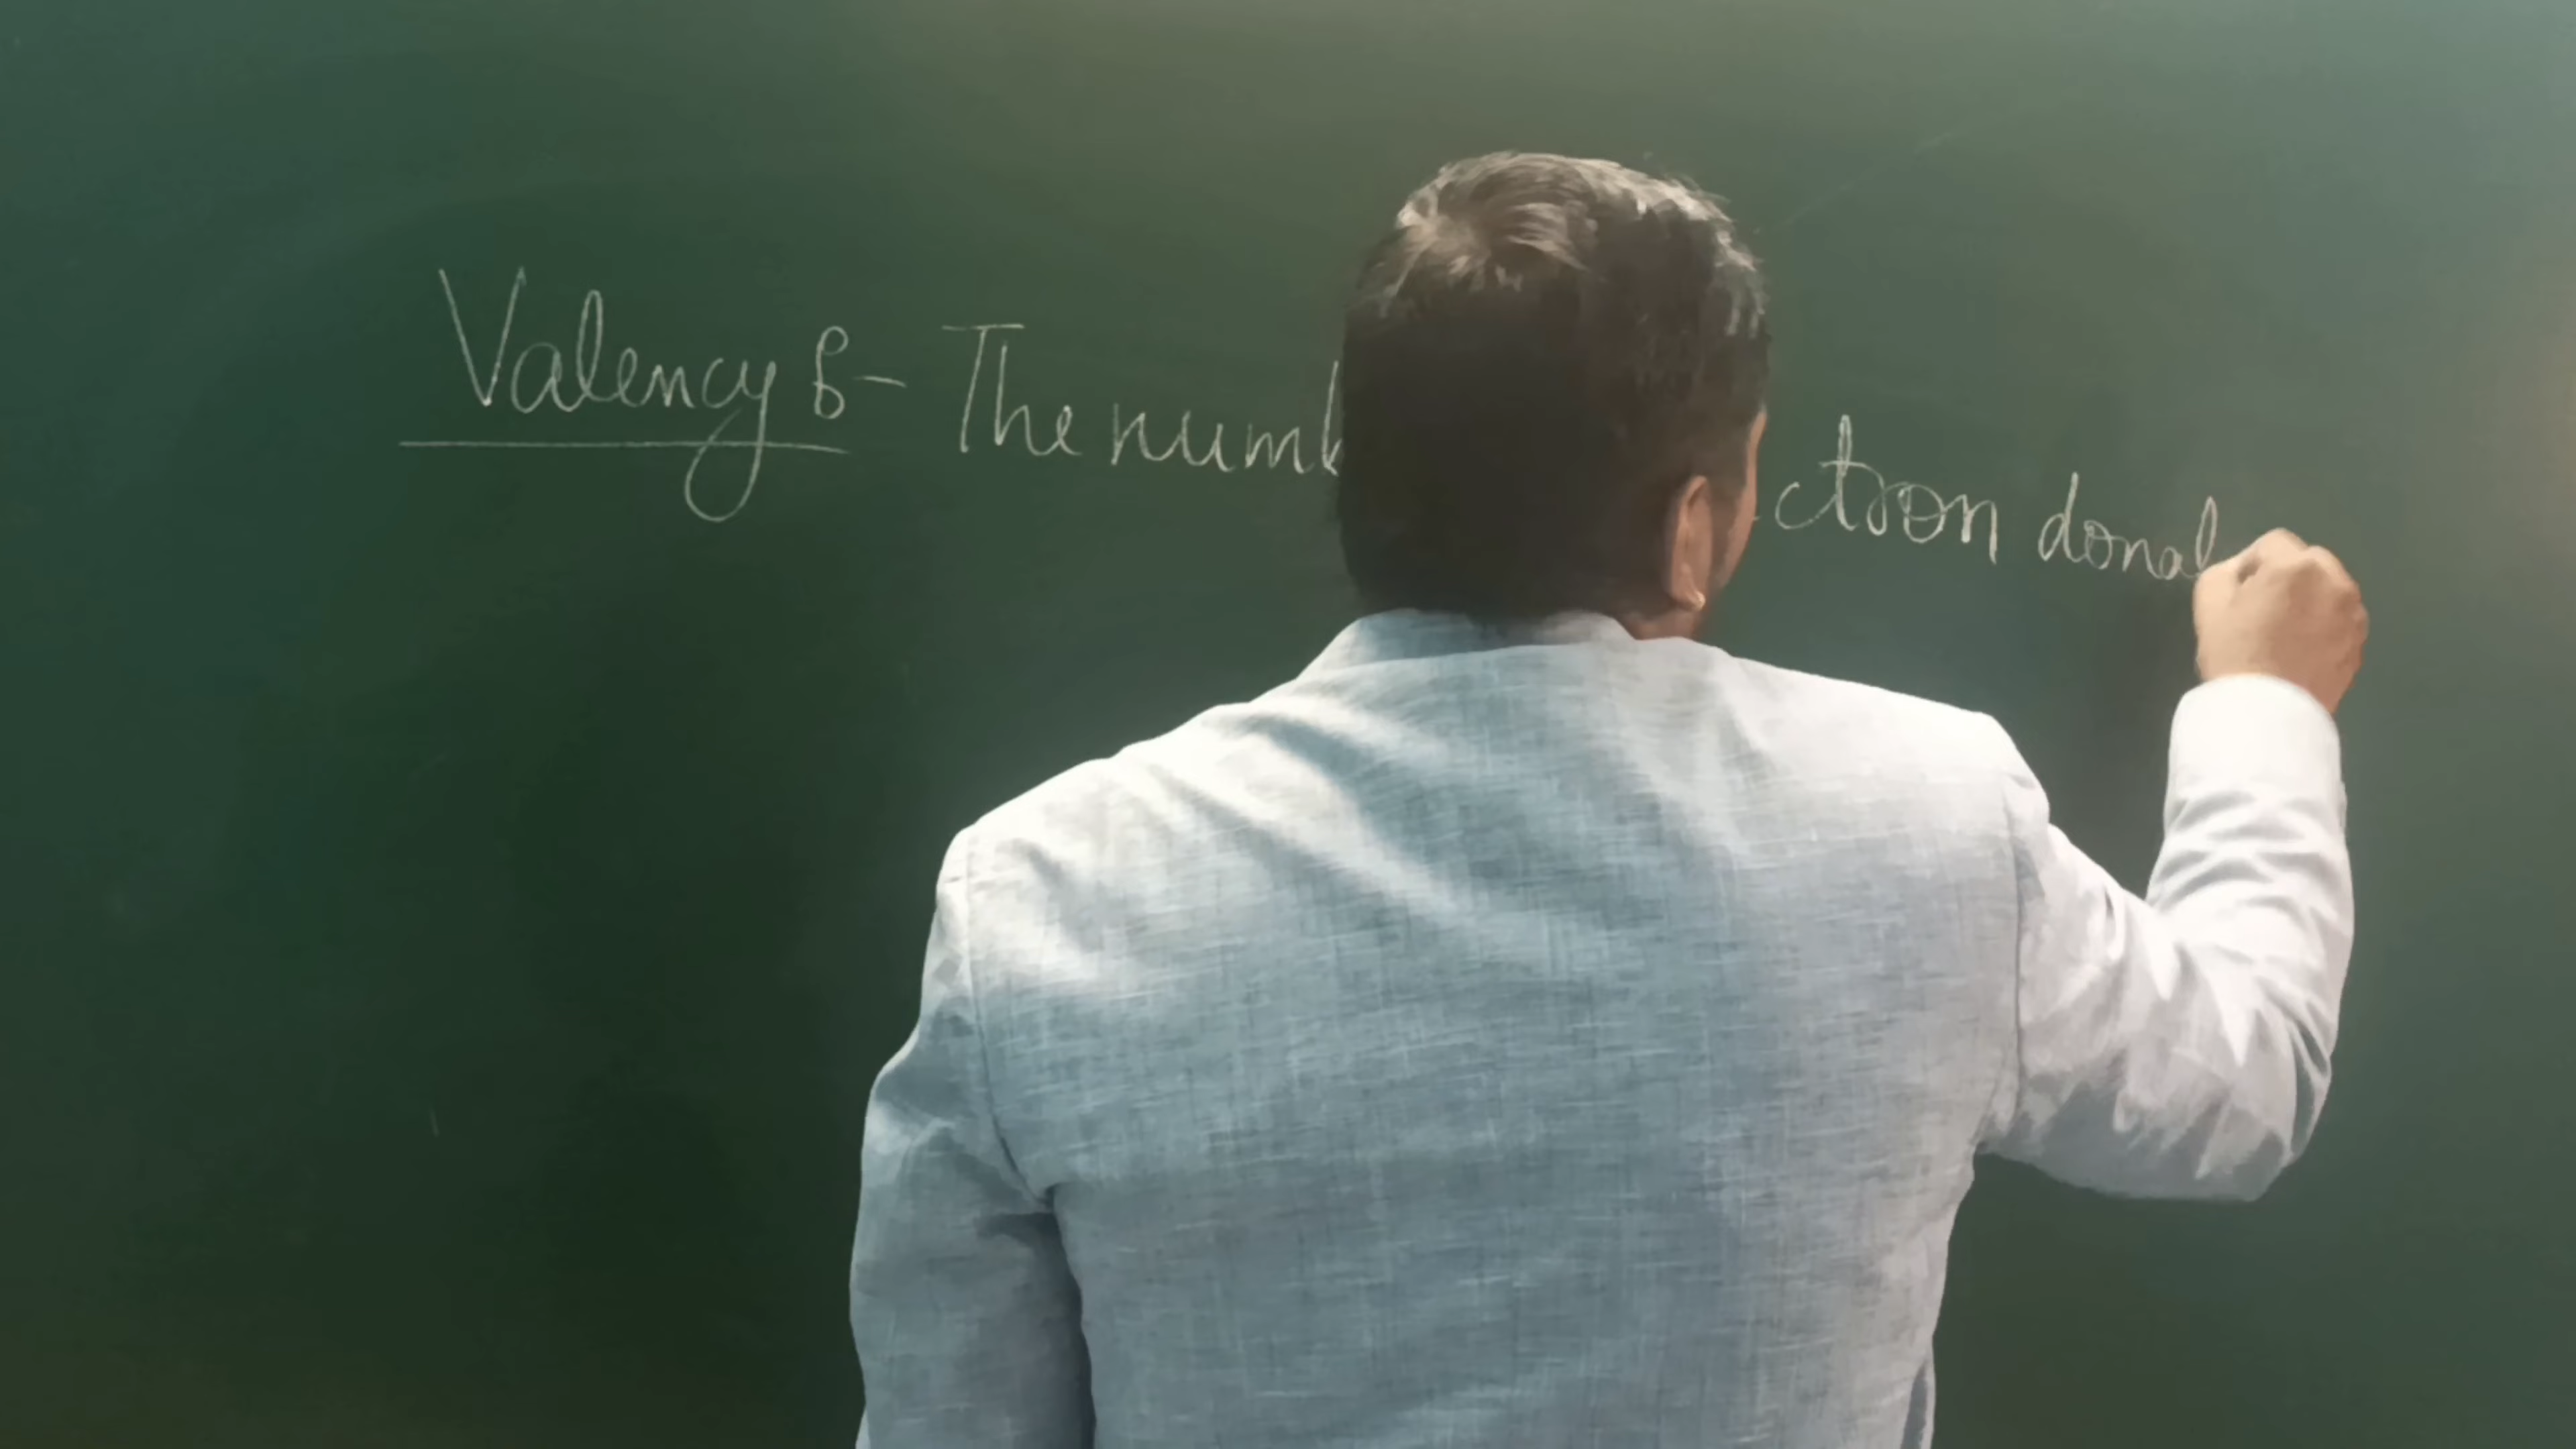 Valency :- The numb ctron donat